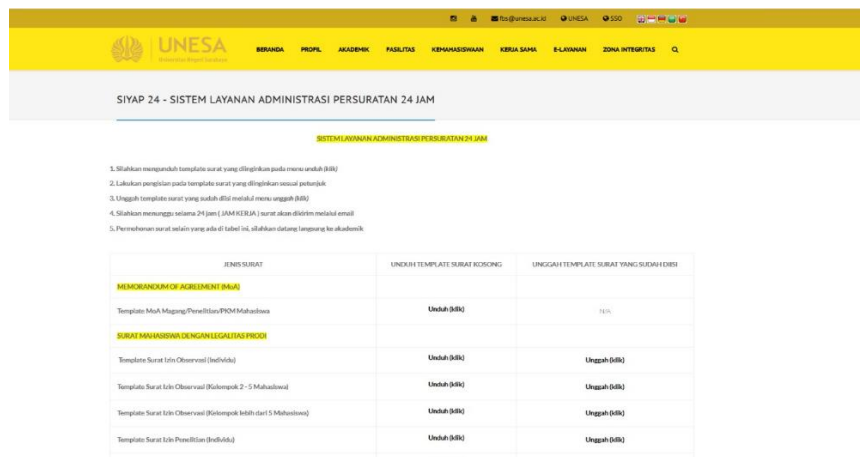 fbs@unesa.ac.id UNESA SSO
UNESA
Universitas Negeri Surabaya
BERANDA PROFIL AKADEMIK FASILITAS KEMAHASISWAAN KERJA SAMA E-LAYANAN ZONA INTEGRITAS
SIYAP 24 - SISTEM LAYANAN ADMINISTRASI PERSURATAN 24 JAM
SISTEM LAYANAN ADMINISTRASI PERSURATAN 24 JAM
1. Silahkan mengunduh template surat yang diinginkan pada menu unduh (klik)
2. Lakukan pengisian pada template surat yang diinginkan sesuai petunjuk
3. Unggah template surat yang sudah diisi melalui menu unggah (klik)
4. Silahkan menunggu selama 24 jam ( JAM KERJA ) surat akan dikirim melalui email
5. Permohonan surat selain yang ada di tabel ini, silahkan datang langsung ke akademik
JENIS SURAT UNDUH TEMPLATE SURAT KOSONG UNGGAH TEMPLATE SURAT YANG SUDAH DIISI
MEMORANDUM OF AGREEMENT (MoA)
Template MoA Magang/Penelitian/PKM Mahasiswa Unduh (klik) N/A
SURAT MAHASISWA DENGAN LEGALITAS PRODI
Template Surat Izin Observasi (Individu) Unduh (klik) Unggah (klik)
Template Surat Izin Observasi (Kelompok 2 - 5 Mahasiswa) Unduh (klik) Unggah (klik)
Template Surat Izin Observasi (Kelompok lebih dari 5 Mahasiswa) Unduh (klik) Unggah (klik)
Template Surat Izin Penelitian (Individu) Unduh (klik) Unggah (klik)